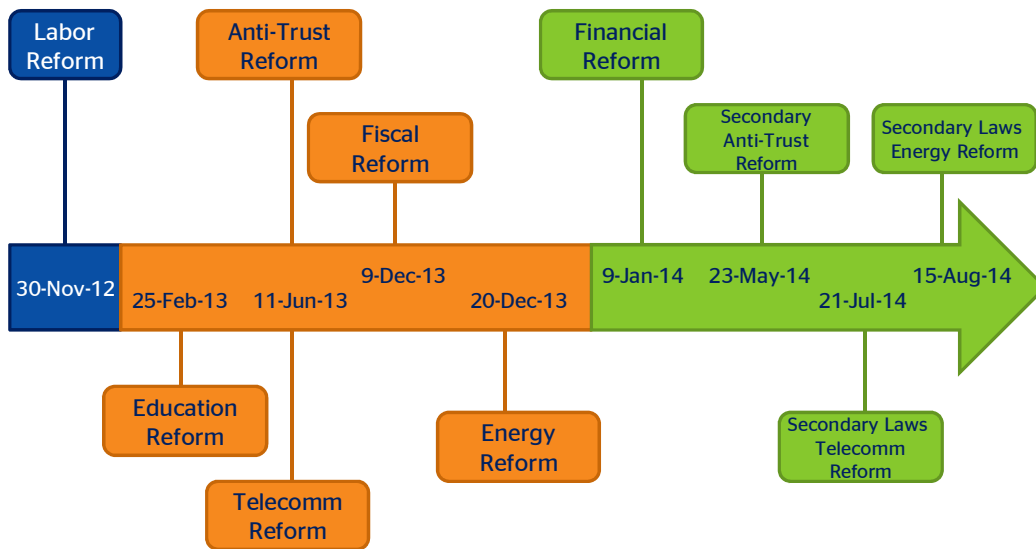 Labor
Reform
Anti-Trust
Reform
Financial
Reform
Fiscal
Reform
Secondary
Anti-Trust
Reform
Secondary Laws
Energy Reform
30-Nov-12
25-Feb-13
11-Jun-13
9-Dec-13
20-Dec-13
9-Jan-14
23-May-14
21-Jul-14
15-Aug-14
Education
Reform
Telecomm
Reform
Energy
Reform
Secondary Laws
Telecomm
Reform